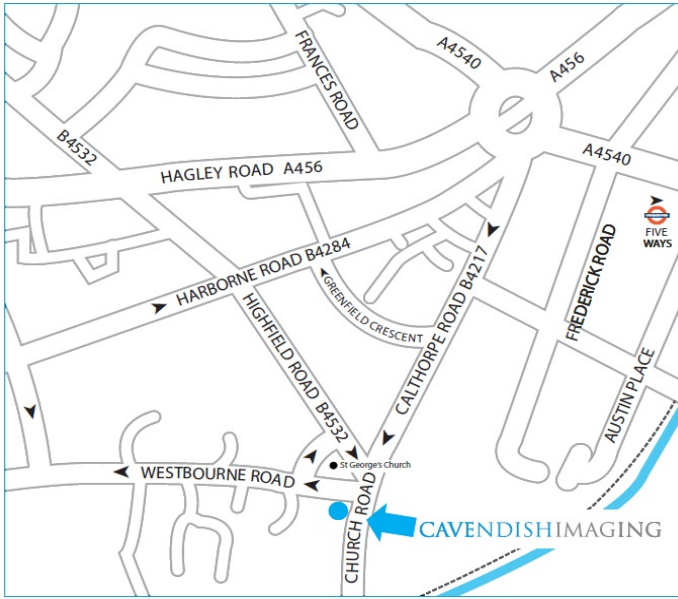 FRANCES ROAD
A4540
A456
B4532
A4540
HAGLEY ROAD A456
FIVE
WAYS
FREDERICK ROAD
HARBORNE ROAD B4284
CALTHORPE ROAD B4217
GREENFIELD CRESCENT
HIGHFIELD ROAD B4532
AUSTIN PLACE
St George's Church
WESTBOURNE ROAD
CHURCH ROAD
CAVENDISHIMAGING